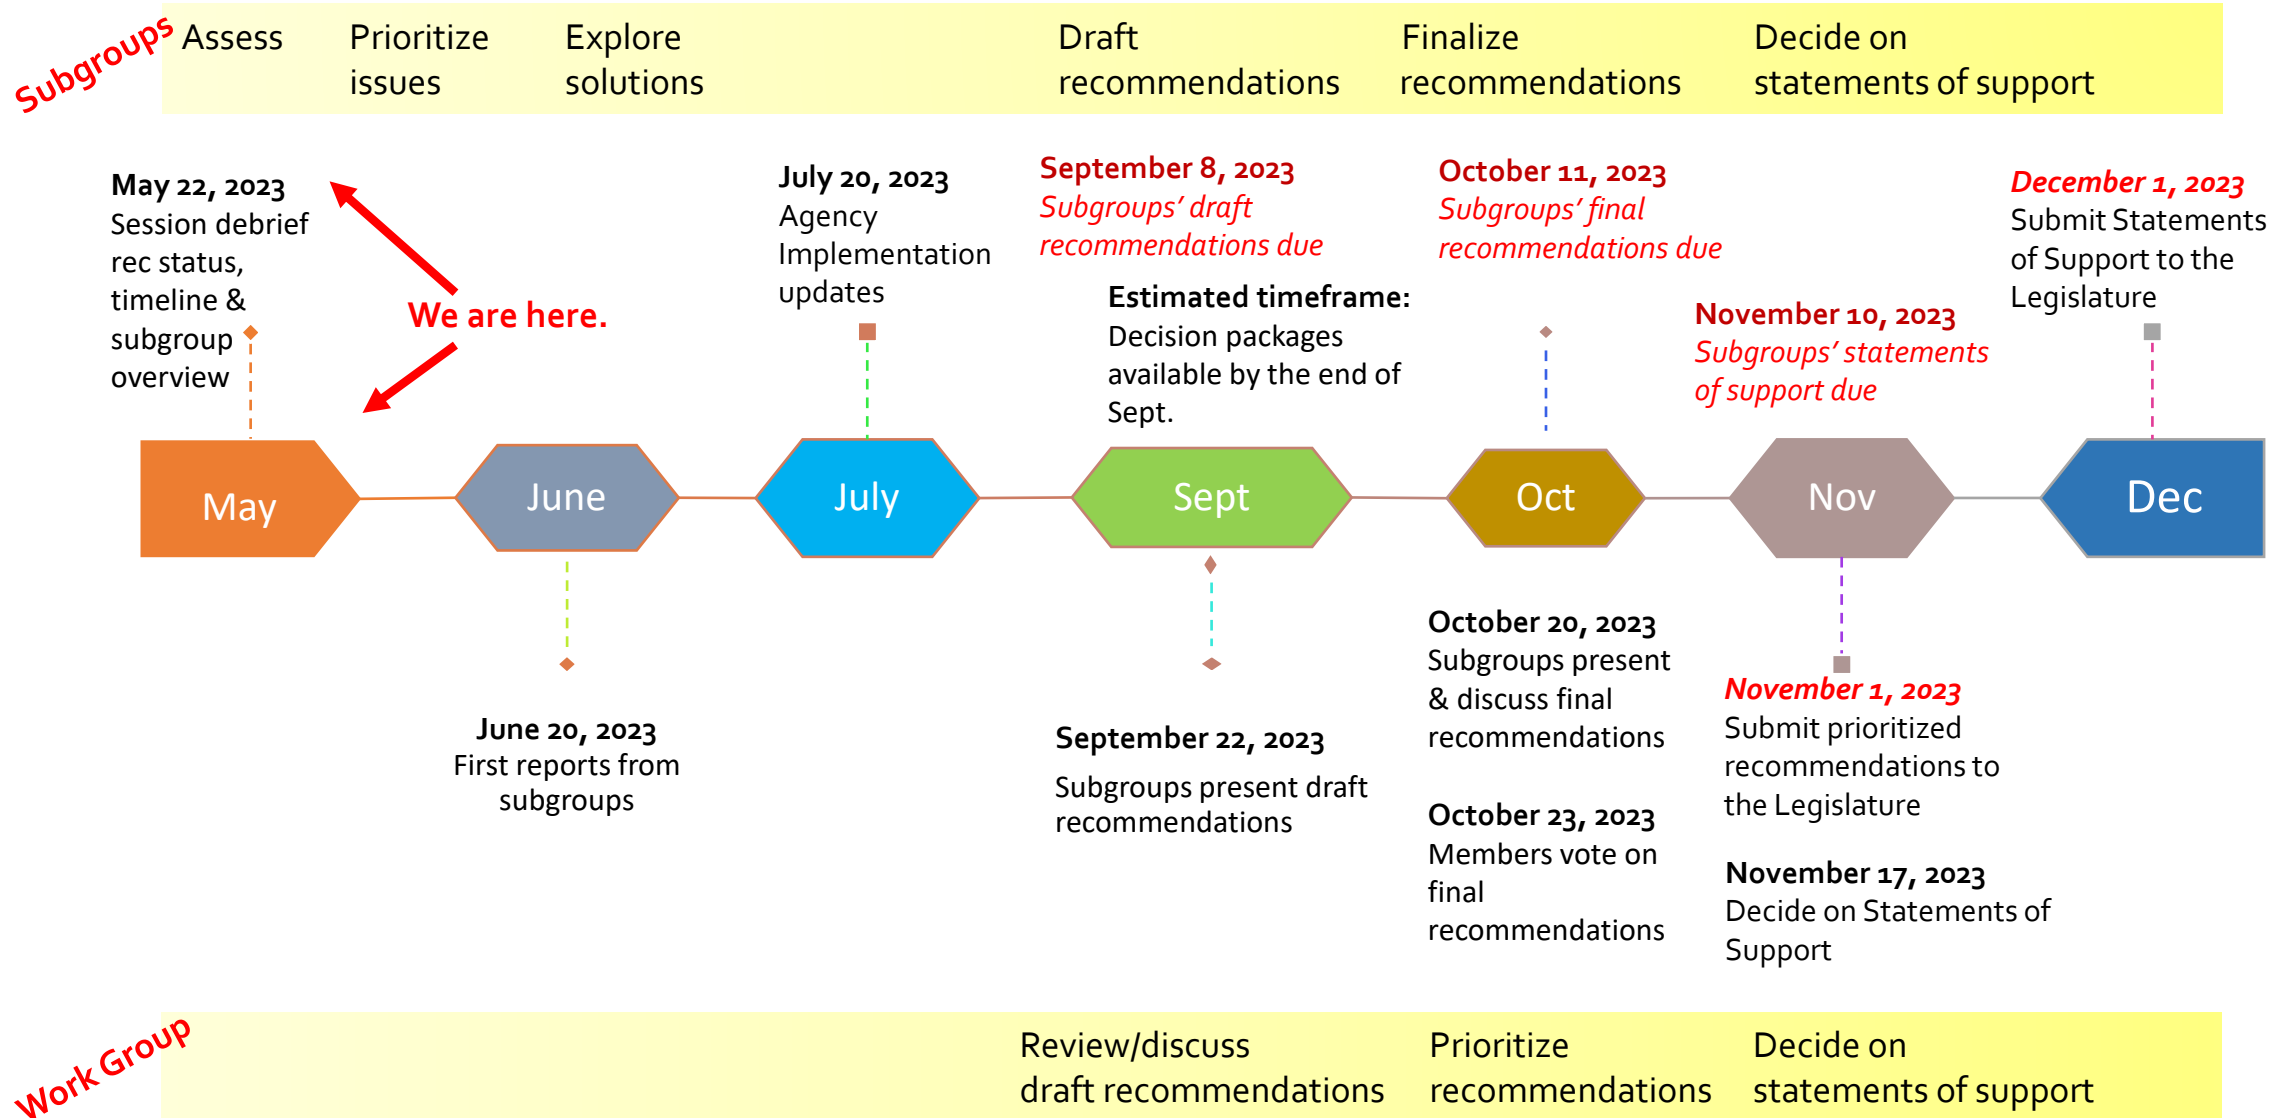 Subgroups
Assess
Prioritize
issues
Explore
solutions
Draft
recommendations
Finalize
recommendations
Decide on
statements of support
May 22, 2023
Session debrief
rec status,
timeline &
subgroup
overview
We are here.
July 20, 2023
Agency
Implementation
updates
September 8, 2023
Subgroups’ draft
recommendations due
Estimated timeframe:
Decision packages
available by the end of
Sept.
October 11, 2023
Subgroups’ final
recommendations due
November 10, 2023
Subgroups’ statements
of support due
December 1, 2023
Submit Statements
of Support to the
Legislature
May
June
July
Sept
Oct
Nov
Dec
June 20, 2023
First reports from
subgroups
September 22, 2023
Subgroups present draft
recommendations
October 20, 2023
Subgroups present
& discuss final
recommendations
October 23, 2023
Members vote on
final
recommendations
November 1, 2023
Submit prioritized
recommendations to
the Legislature
November 17, 2023
Decide on Statements of
Support
Work Group
Review/discuss
draft recommendations
Prioritize
recommendations
Decide on
statements of support